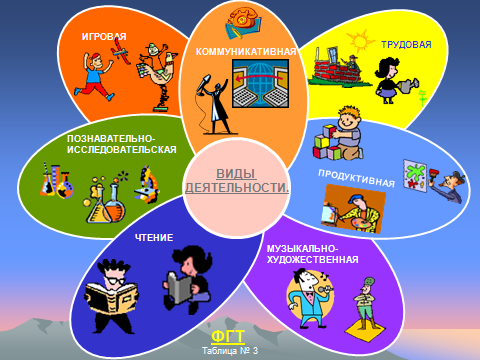 ИГРОВАЯ
КОММУНИКАТИВНАЯ
ТРУДОВАЯ
ПОЗНАВАТЕЛЬНО-
ИССЛЕДОВАТЕЛЬСКАЯ
ВИДЫ
ДЕЯТЕЛЬНОСТИ.
ПРОДУКТИВНАЯ
ЧТЕНИЕ
МУЗЫКАЛЬНО-
ХУДОЖЕСТВЕННАЯ
ФГТ
Таблица № 3